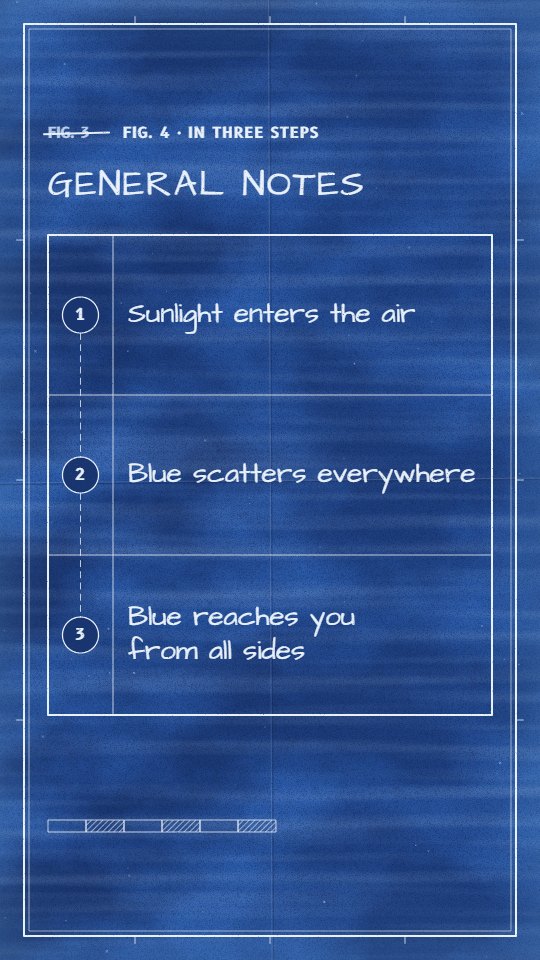 FIG. 3 FIG. 4 · IN THREE STEPS
GENERAL NOTES
1 Sunlight enters the air
2 Blue scatters everywhere
3 Blue reaches you
from all sides